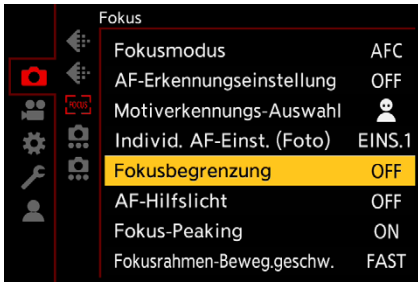 Fokus
Fokusmodus AFC
AF-Erkennungseinstellung OFF
FOCUS Motiverkennungs-Auswahl
Individ. AF-Einst. (Foto) EINS.1
Fokusbegrenzung OFF
AF-Hilfslicht OFF
Fokus-Peaking ON
Fokusrahmen-Beweg.geschw. FAST